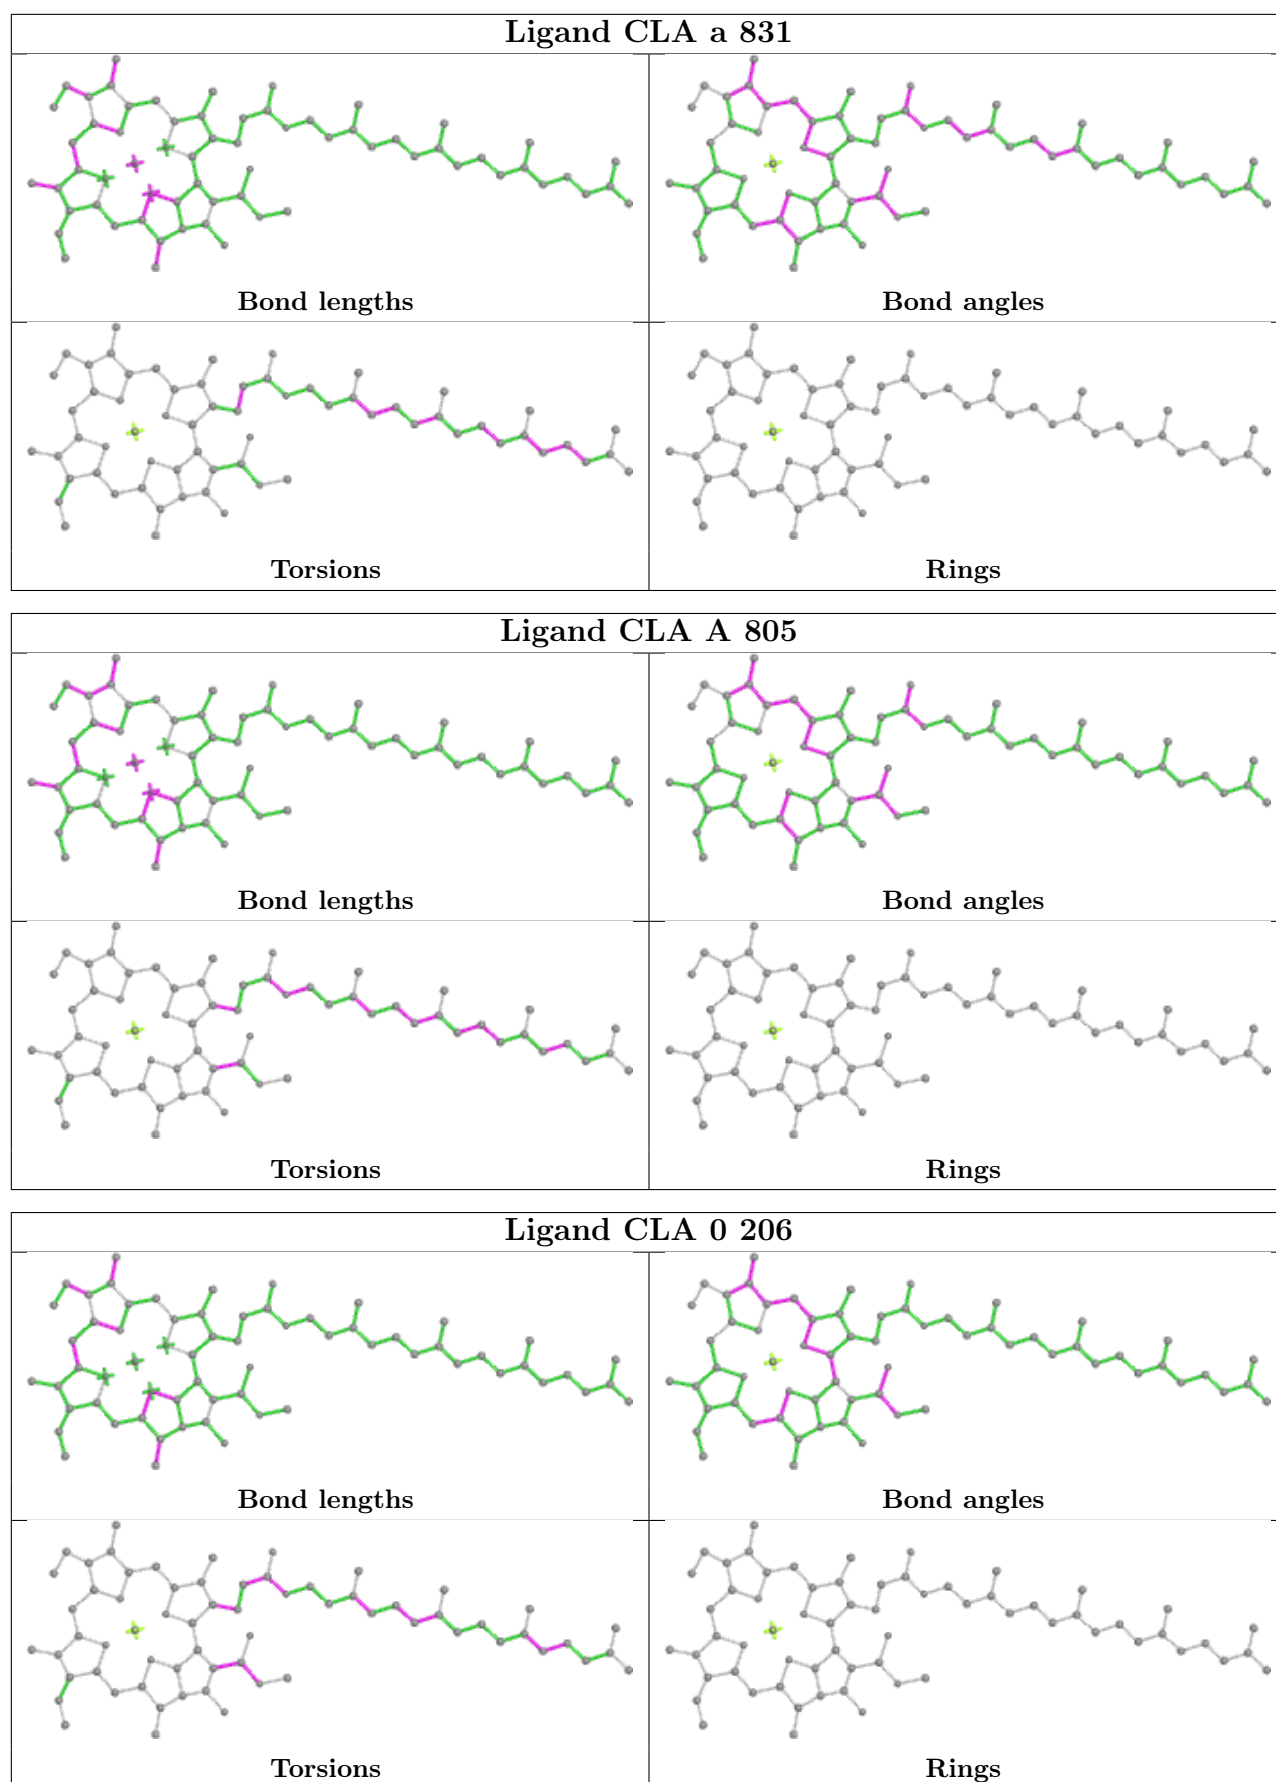 Ligand CLA a 831
Bond lengths
Bond angles
Torsions
Rings
Ligand CLA A 805
Bond lengths
Bond angles
Torsions
Rings
Ligand CLA 0 206
Bond lengths
Bond angles
Torsions
Rings